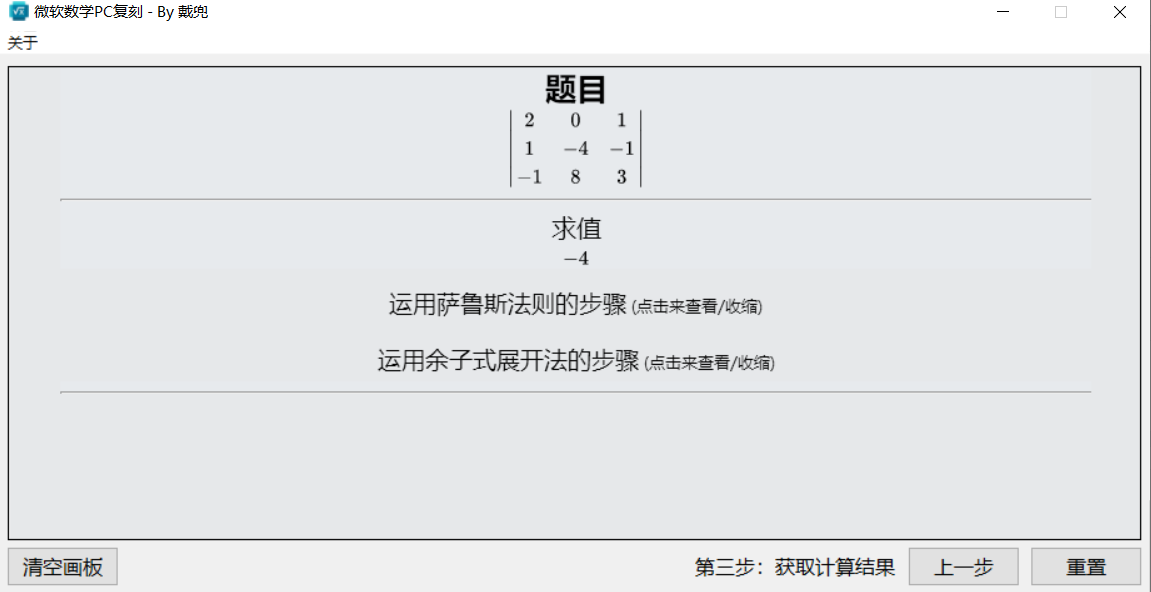 微软数学PC复刻 - By 戴兜
关于
题目
2 0 1
1 −4 −1
−1 8 3
求值
−4
运用萨鲁斯法则的步骤 (点击来查看/收缩)
运用余子式展开法的步骤 (点击来查看/收缩)
清空画板 第三步：获取计算结果 上一步 重置